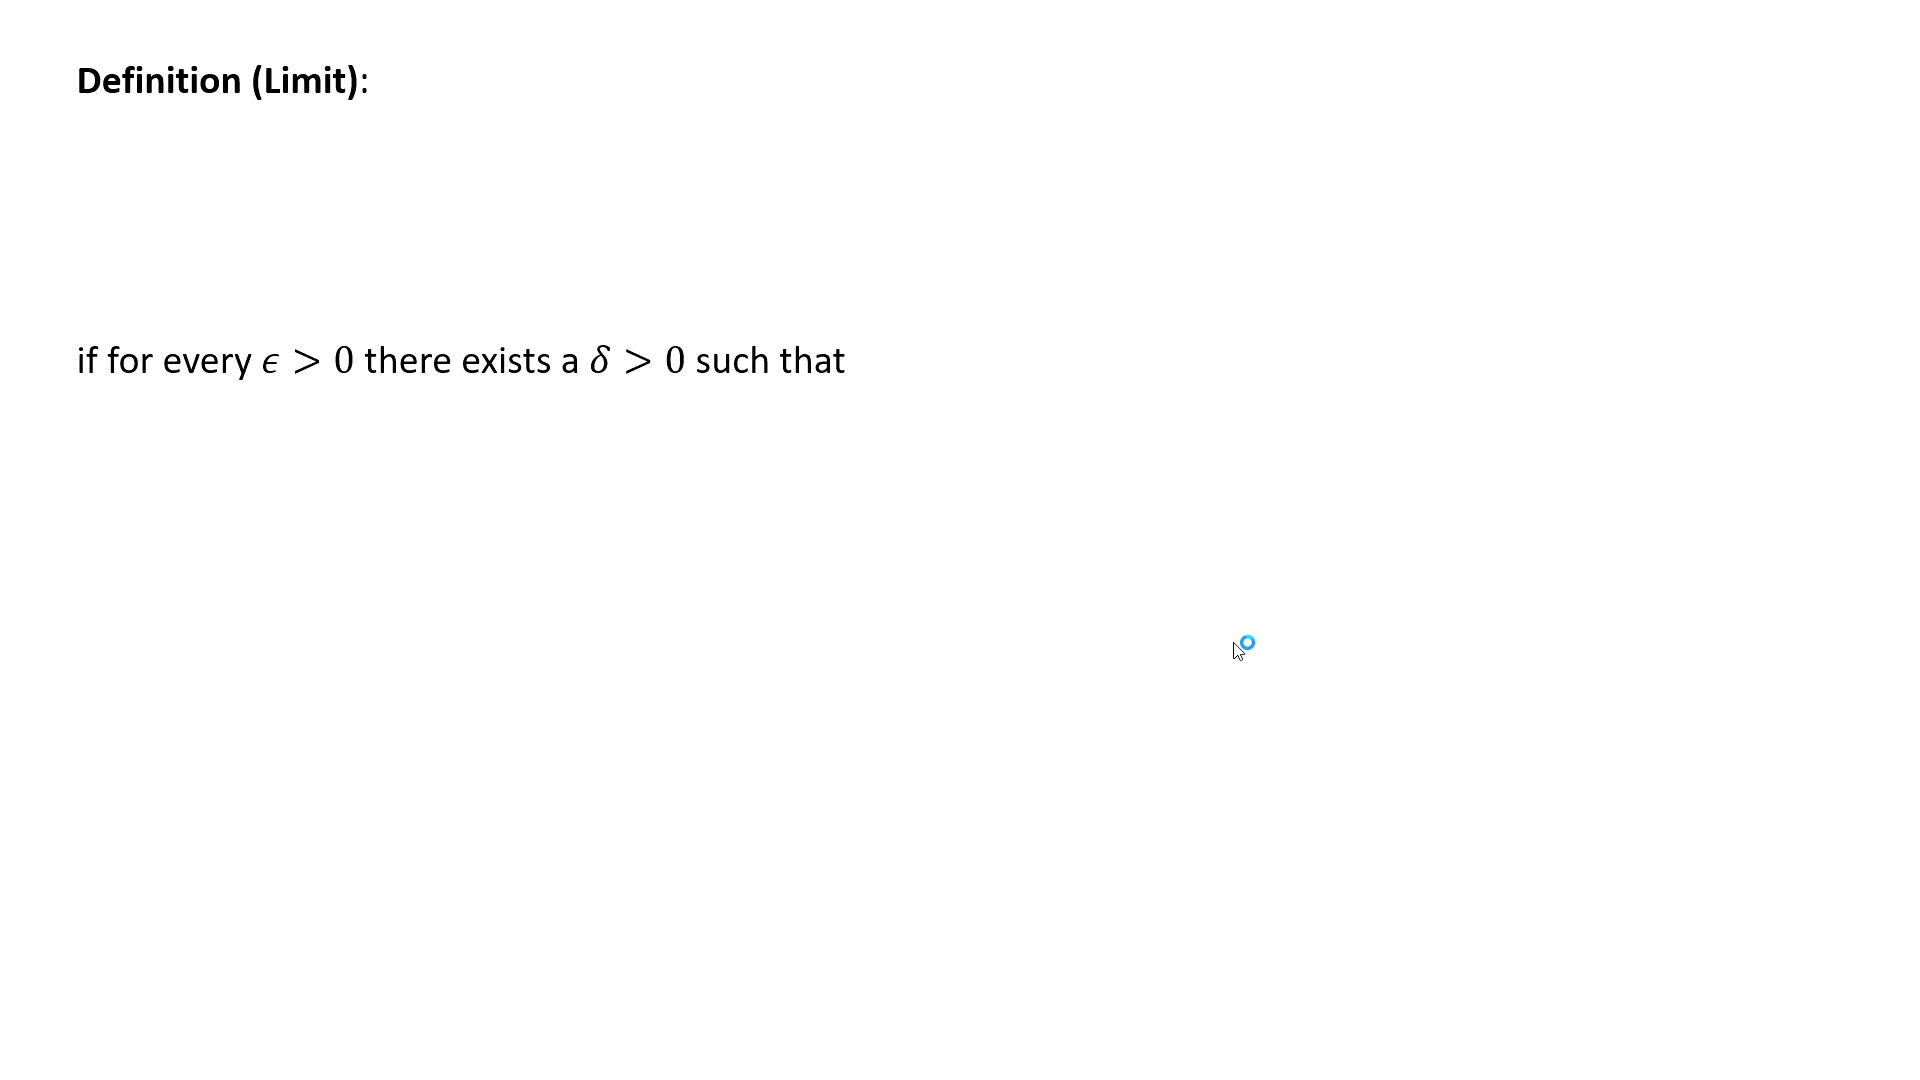 Definition (Limit):
if for every ϵ > 0 there exists a δ > 0 such that